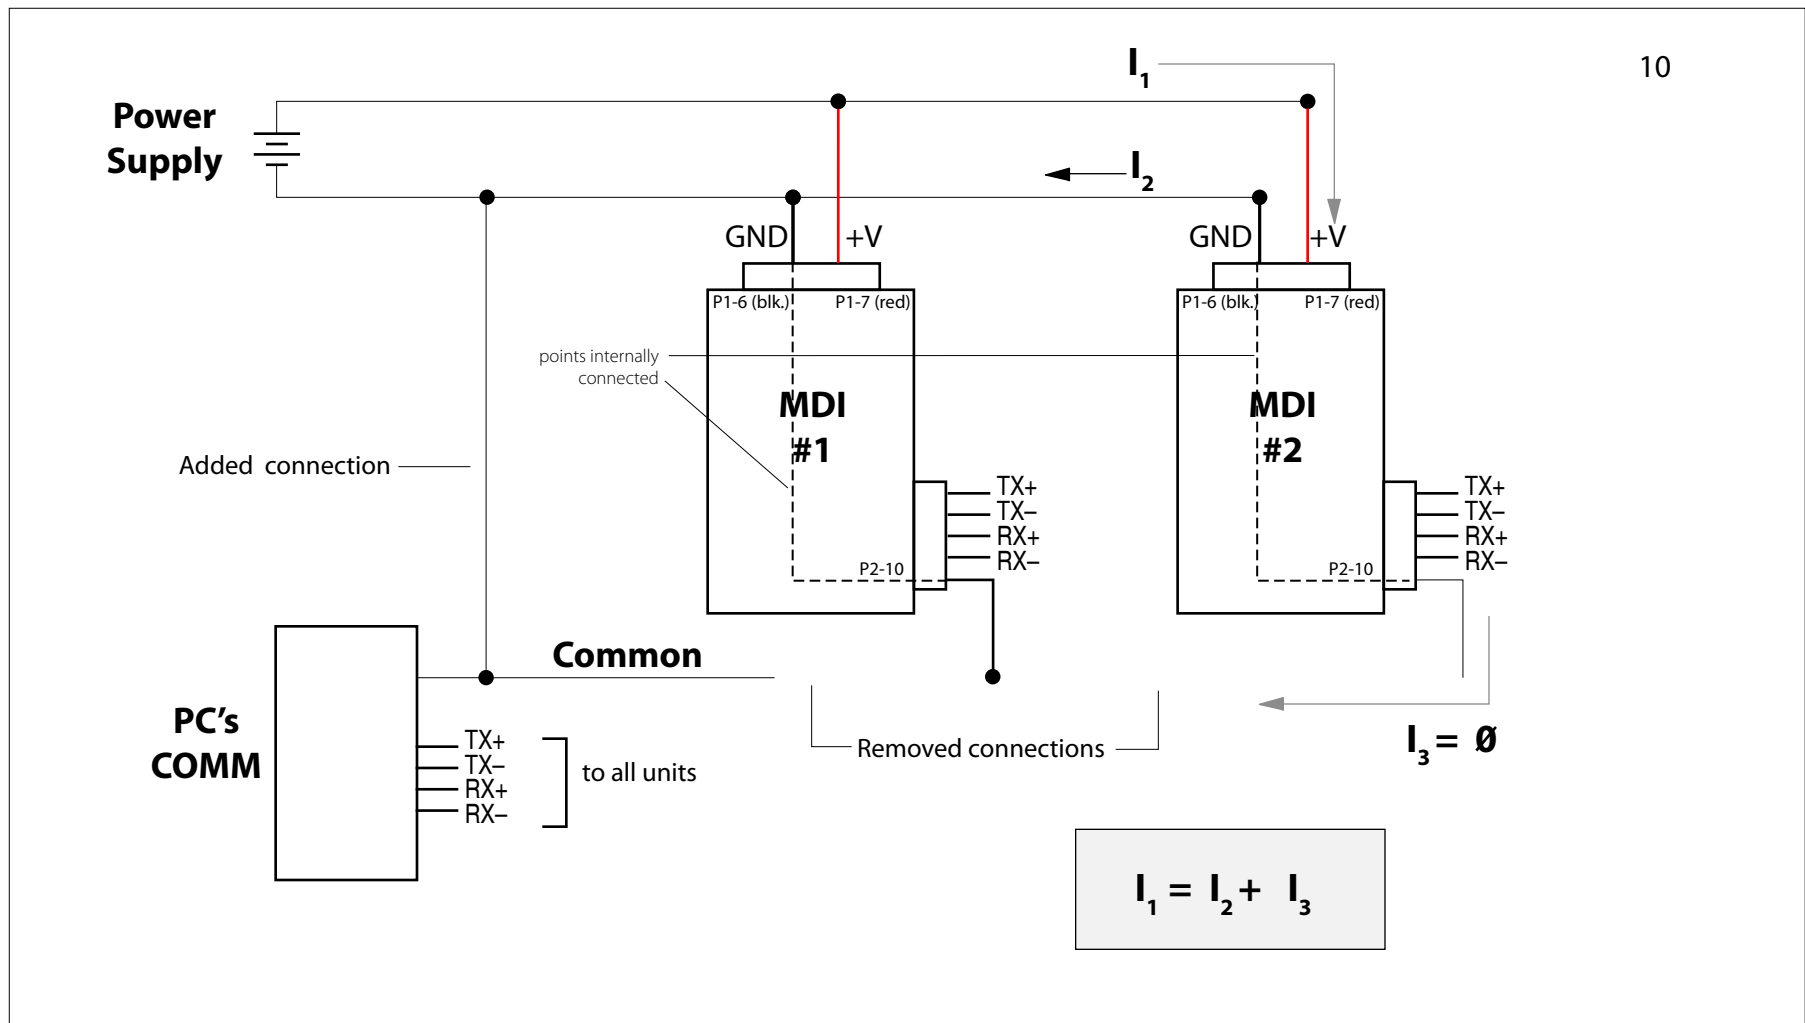 10
I1
Power
Supply
I2
GND
+V
GND
+V
P1-6 (blk.)
P1-7 (red)
P1-6 (blk.)
P1-7 (red)
points internally
connected
MDI
#1
MDI
#2
Added connection
TX+
TX–
RX+
RX–
TX+
TX–
RX+
RX–
P2-10
P2-10
Common
PC's
COMM
TX+
TX–
RX+
RX–
to all units
Removed connections
I3 = Ø
I1 = I2 + I3